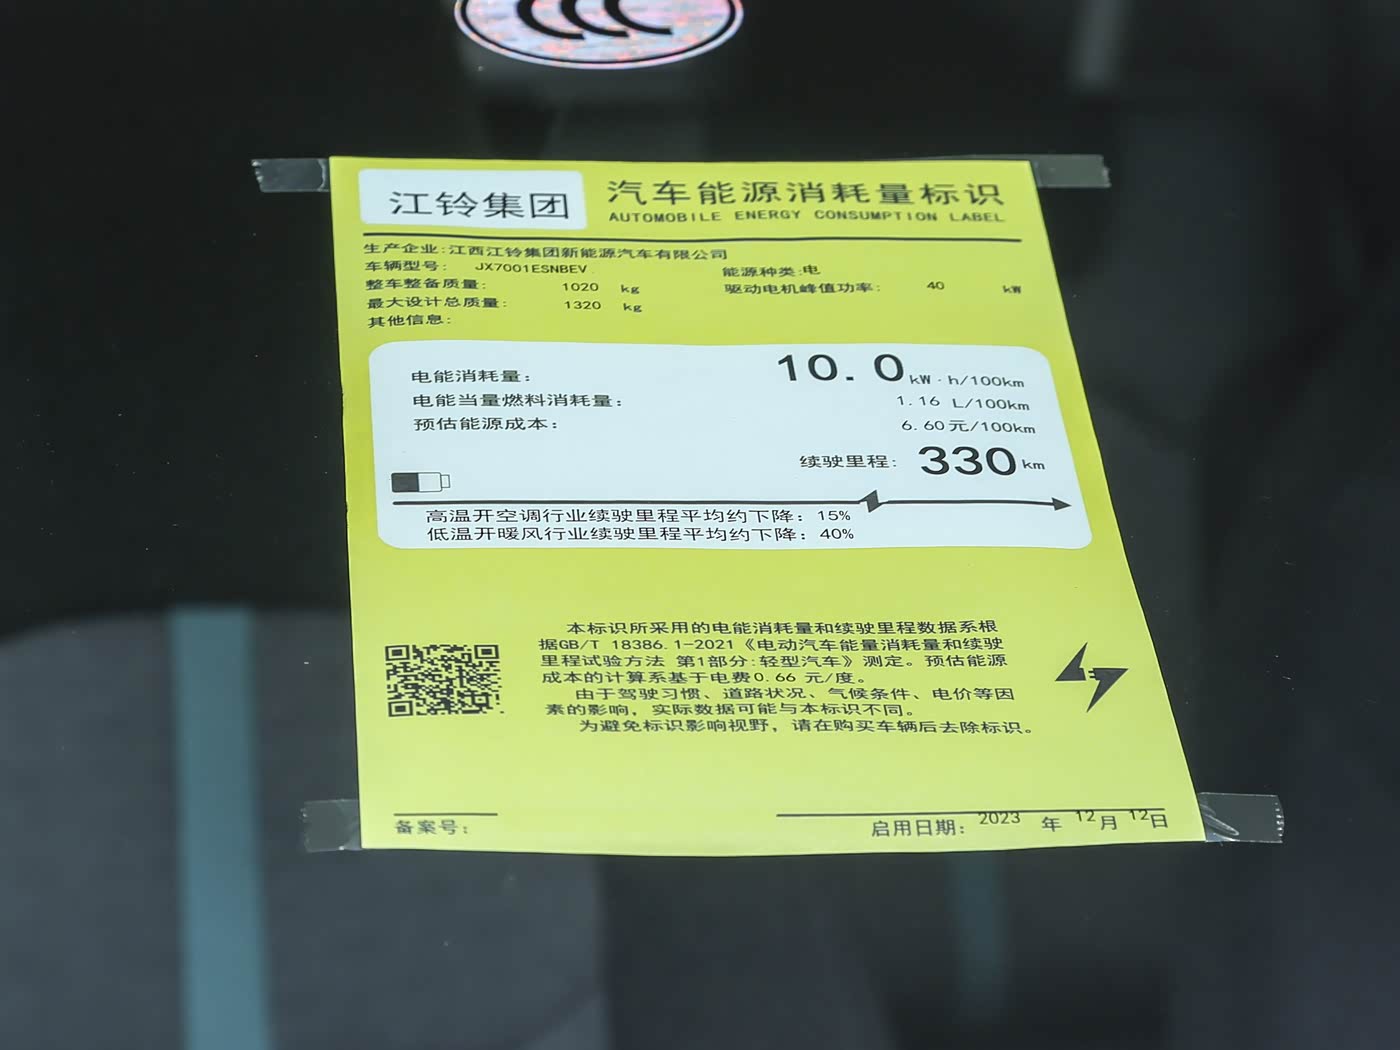 CCC
江铃集团
汽车能源消耗量标识
AUTOMOBILE ENERGY CONSUMPTION LABEL
生产企业:江西江铃集团新能源汽车有限公司
车辆型号: JX7001ESNBEV 能源种类:电
整车整备质量: 1020 kg 驱动电机峰值功率: 40 kW
最大设计总质量: 1320 kg
其他信息:
电能消耗量: 10.0 kW·h/100km
电能当量燃料消耗量: 1.16 L/100km
预估能源成本: 6.60元/100km
续驶里程: 330 km
高温开空调行业续驶里程平均约下降: 15%
低温开暖风行业续驶里程平均约下降: 40%
本标识所采用的电能消耗量和续驶里程数据系根
据GB/T 18386.1-2021《电动汽车能量消耗量和续驶
里程试验方法 第1部分:轻型汽车》测定。预估能源
成本的计算系基于电费0.66 元/度。
由于驾驶习惯、道路状况、气候条件、电价等因
素的影响，实际数据可能与本标识不同。
为避免标识影响视野，请在购买车辆后去除标识。
备案号: 启用日期: 2023 年 12月 12日